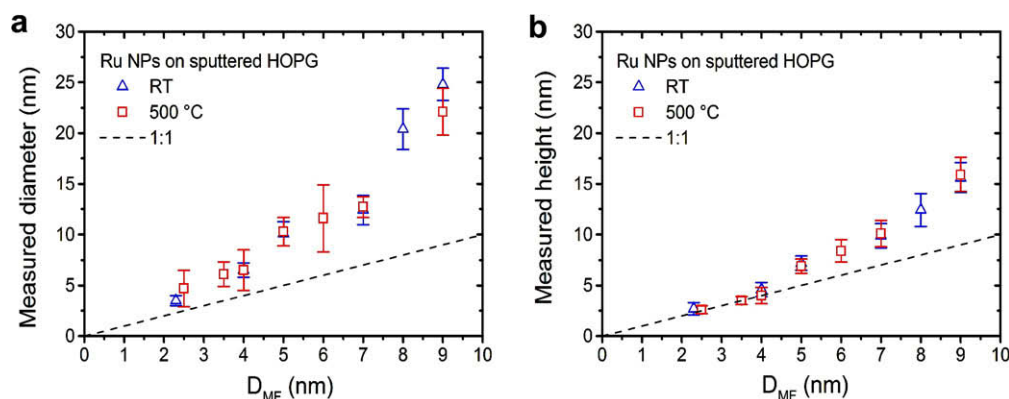 a
Ru NPs on sputtered HOPG
RT
500 °C
1:1
Measured diameter (nm)
30
25
20
15
10
5
0
0 1 2 3 4 5 6 7 8 9 10
D_MF (nm)
b
Ru NPs on sputtered HOPG
RT
500 °C
1:1
Measured height (nm)
30
25
20
15
10
5
0
0 1 2 3 4 5 6 7 8 9 10
D_MF (nm)